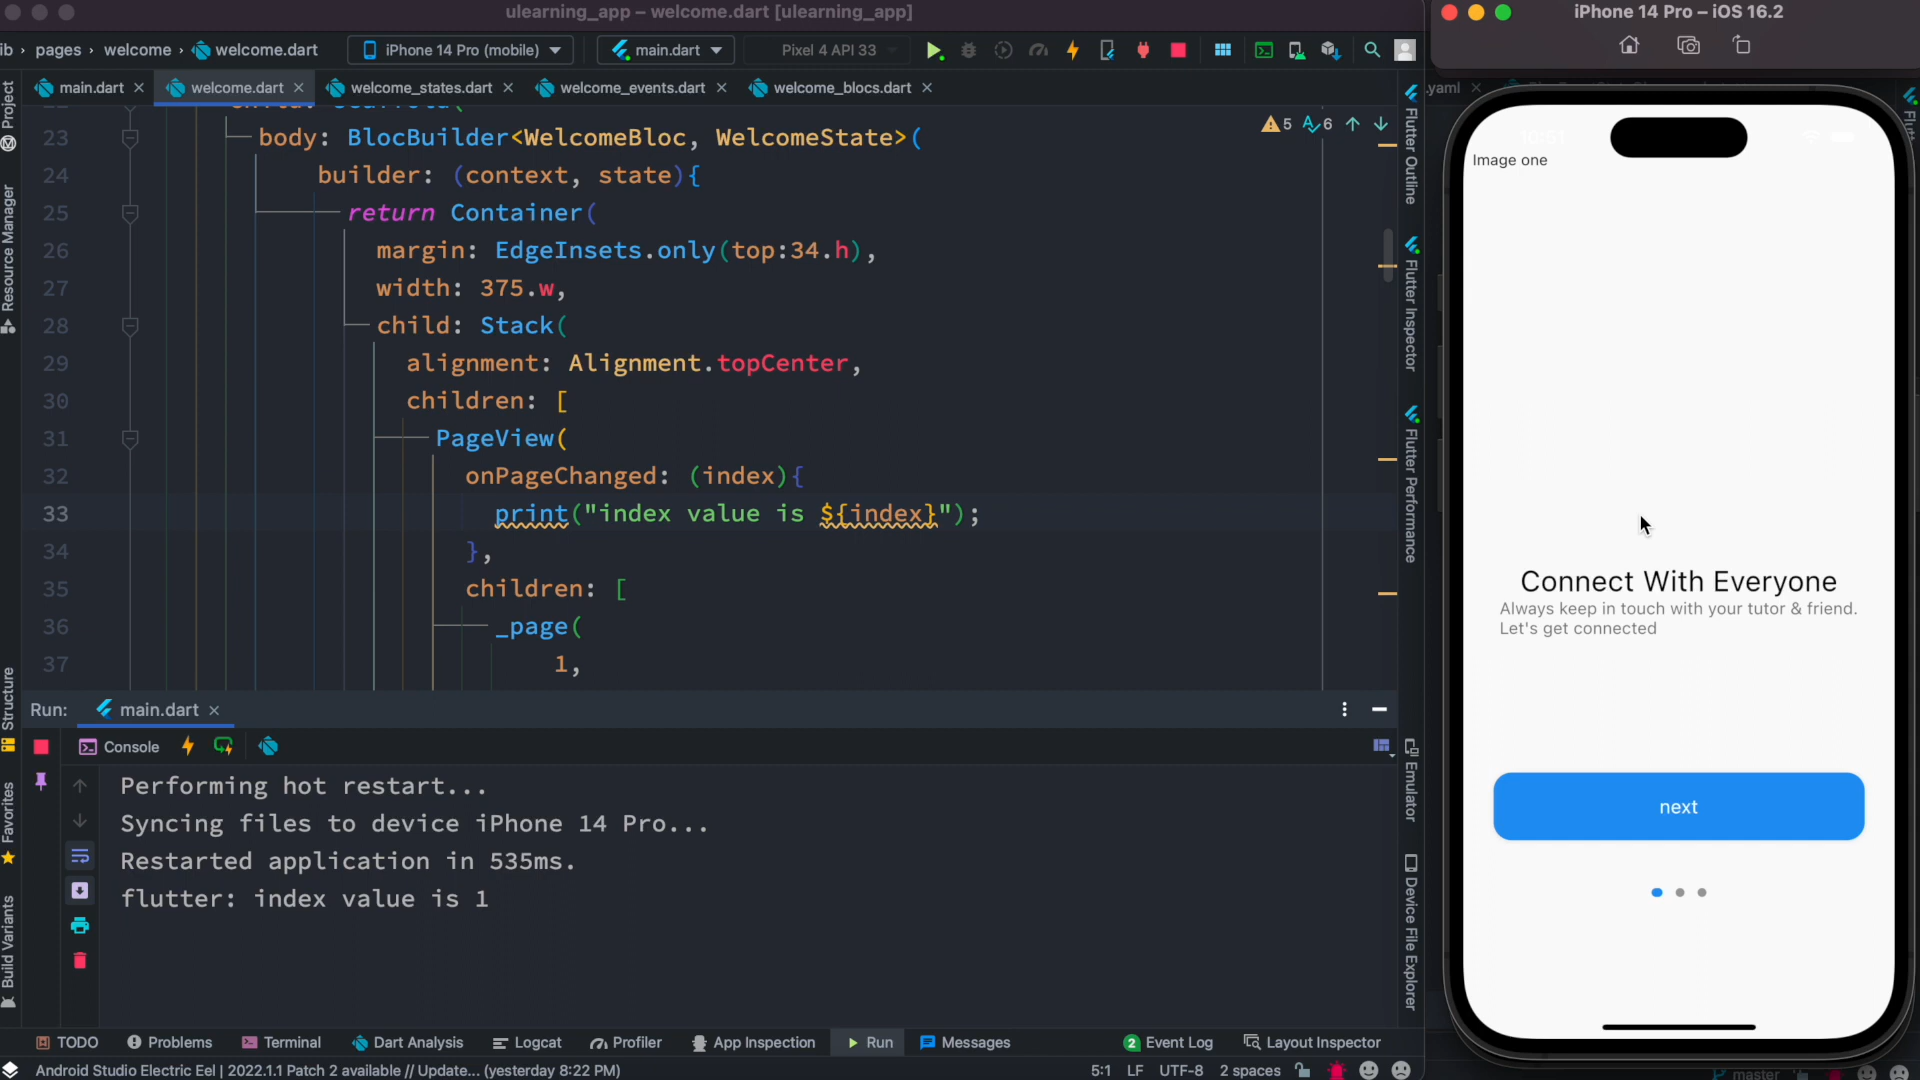 ulearning_app – welcome.dart [ulearning_app]
iPhone 14 Pro – iOS 16.2
lib › pages › welcome › welcome.dart
iPhone 14 Pro (mobile)
main.dart
Pixel 4 API 33
main.dart
welcome.dart
welcome_states.dart
welcome_events.dart
welcome_blocs.dart
.yaml
Project
Resource Manager
Structure
Favorites
Build Variants
5 6
23 body: BlocBuilder<WelcomeBloc, WelcomeState>(
24 builder: (context, state){
25 return Container(
26 margin: EdgeInsets.only(top:34.h),
27 width: 375.w,
28 child: Stack(
29 alignment: Alignment.topCenter,
30 children: [
31 PageView(
32 onPageChanged: (index){
33 print("index value is ${index}");
34 },
35 children: [
36 _page(
37 1,
Flutter Outline
Flutter Inspector
Flutter Performance
Emulator
Device File Explorer
Run: main.dart
Console
Performing hot restart...
Syncing files to device iPhone 14 Pro...
Restarted application in 535ms.
flutter: index value is 1
TODO
Problems
Terminal
Dart Analysis
Logcat
Profiler
App Inspection
Run
Messages
2 Event Log
Layout Inspector
Android Studio Electric Eel | 2022.1.1 Patch 2 available // Update... (yesterday 8:22 PM)
5:1 LF UTF-8 2 spaces
Image one
Connect With Everyone
Always keep in touch with your tutor & friend.
Let's get connected
next
master